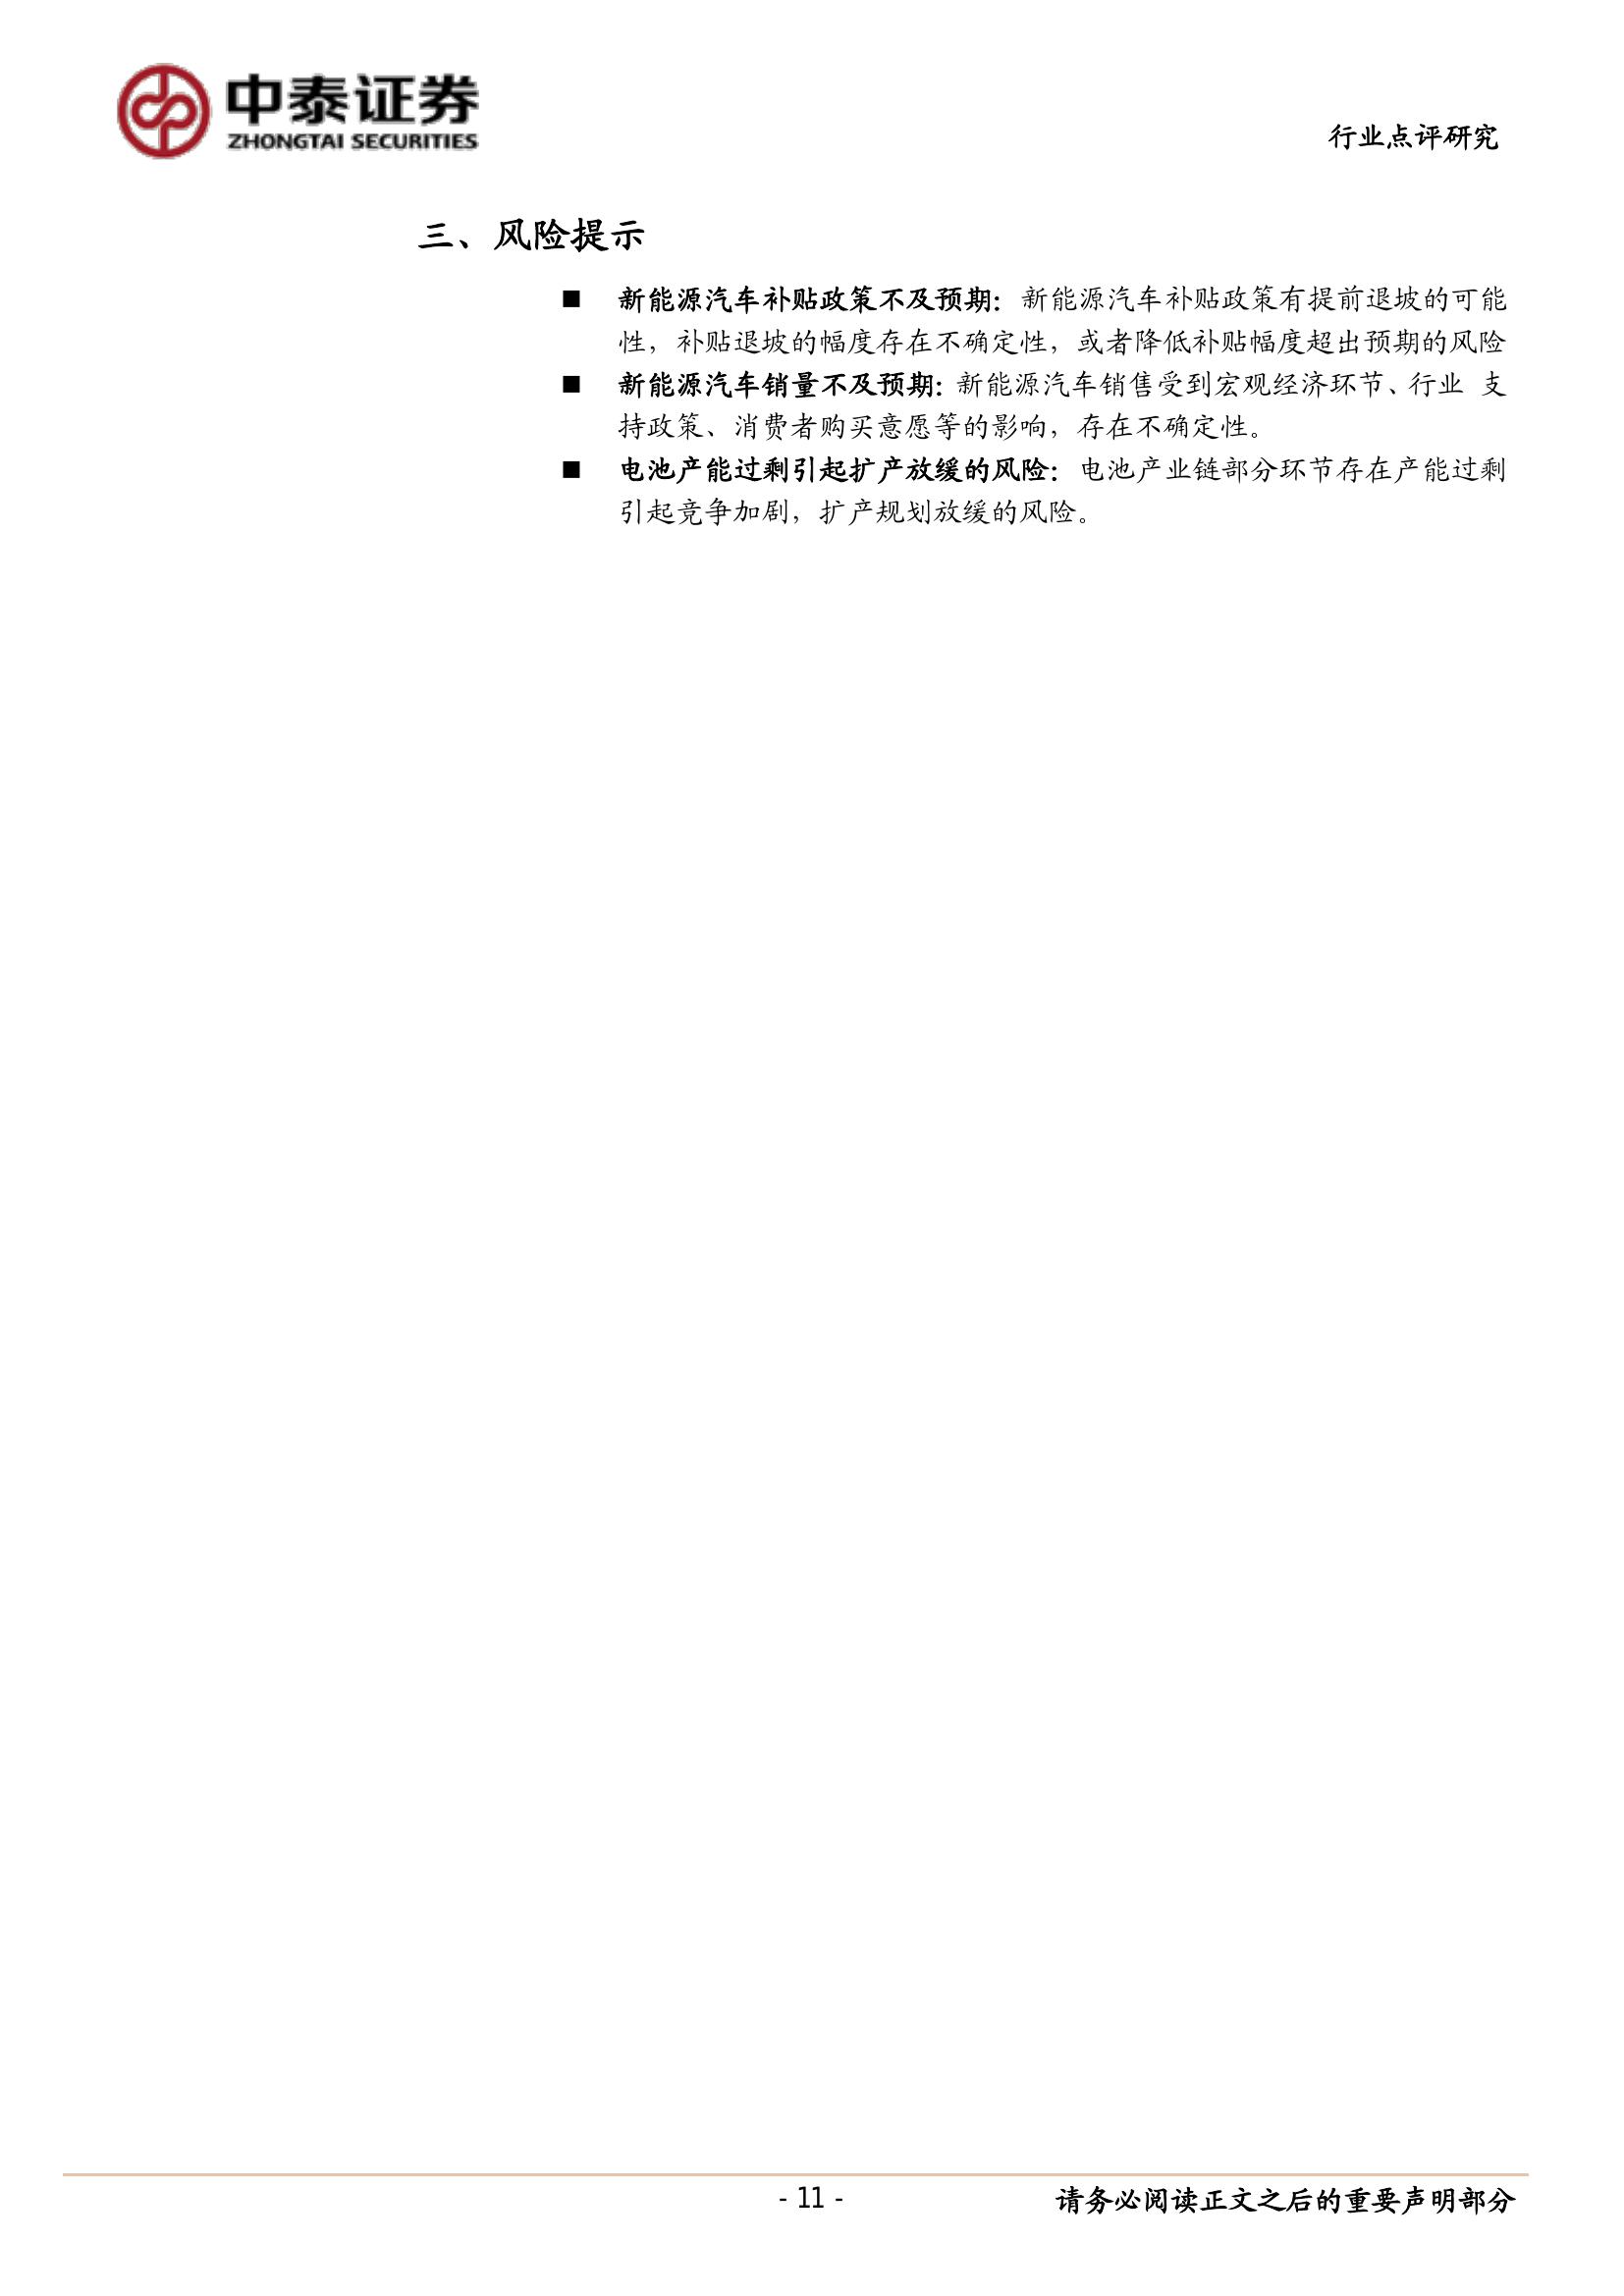 中泰证券
ZHONGTAI SECURITIES
行业点评研究
三、风险提示
■ 新能源汽车补贴政策不及预期：新能源汽车补贴政策有提前退坡的可能
性，补贴退坡的幅度存在不确定性，或者降低补贴幅度超出预期的风险
■ 新能源汽车销量不及预期：新能源汽车销售受到宏观经济环节、行业 支
持政策、消费者购买意愿等的影响，存在不确定性。
■ 电池产能过剩引起扩产放缓的风险：电池产业链部分环节存在产能过剩
引起竞争加剧，扩产规划放缓的风险。
- 11 -
请务必阅读正文之后的重要声明部分